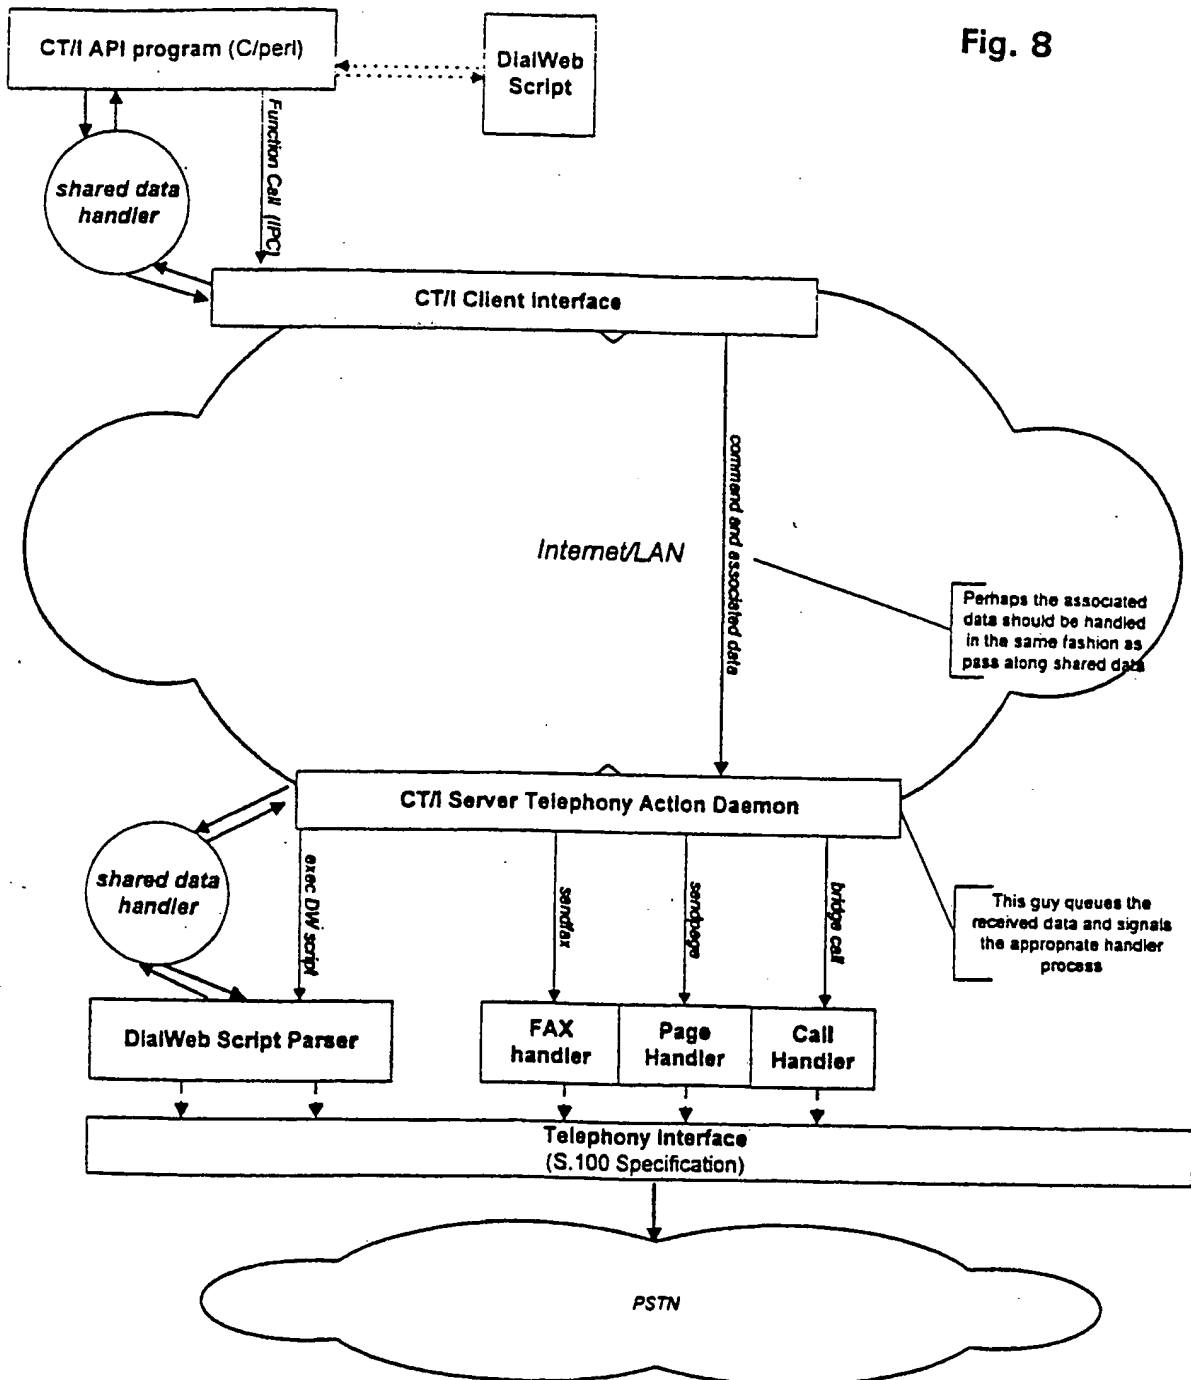 Fig. 8
CT/I API program (C/perl)
DialWeb
Script
Function Call (IPC)
shared data
handler
CT/I Client Interface
command and associated data
Internet/LAN
Perhaps the associated
data should be handled
in the same fashion as
pass along shared data
CT/I Server Telephony Action Daemon
shared data
handler
exec DW script
sendfax
sendpage
bridge call
This guy queues the
received data and signals
the appropriate handler
process
DialWeb Script Parser
FAX
handler
Page
Handler
Call
Handler
Telephony Interface
(S.100 Specification)
PSTN